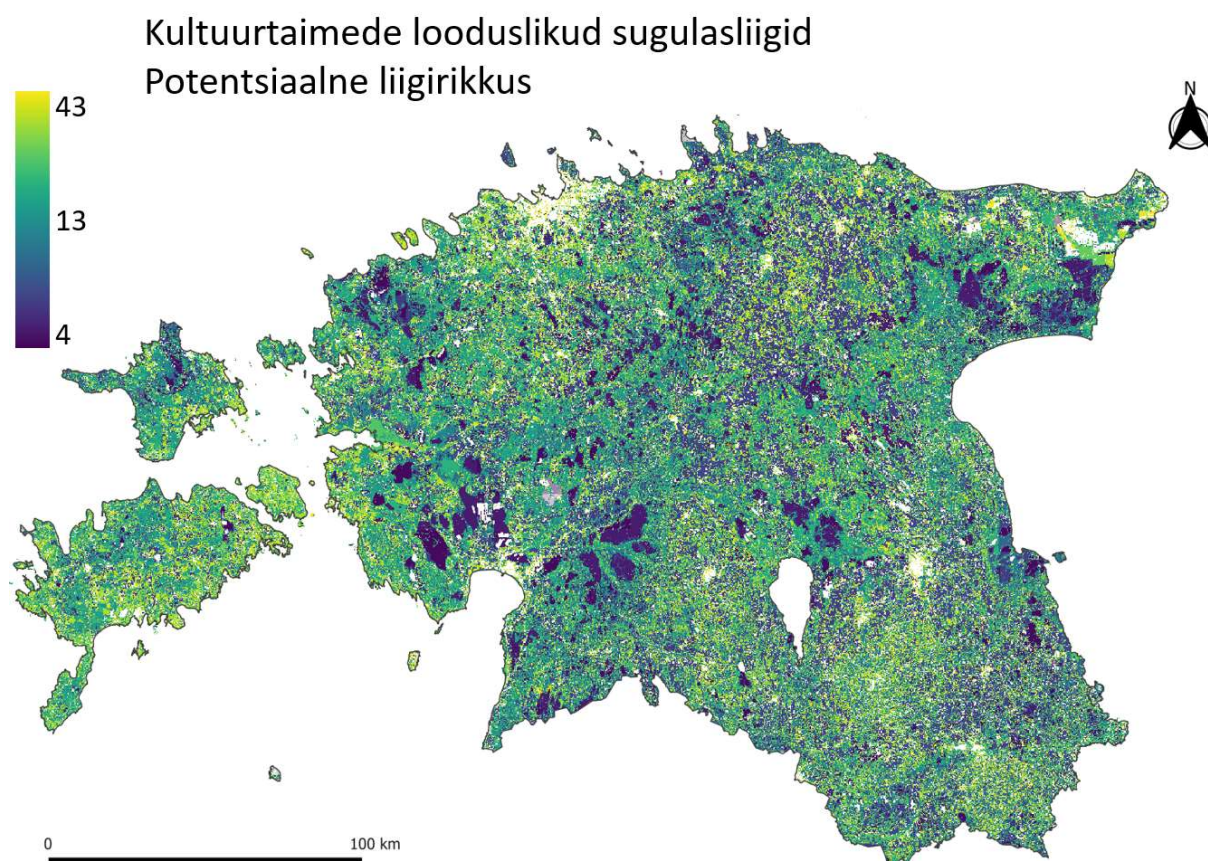 Kultuurtaimede looduslikud sugulasliigid
Potentsiaalne liigirikkus
43
13
4
N
0 100 km